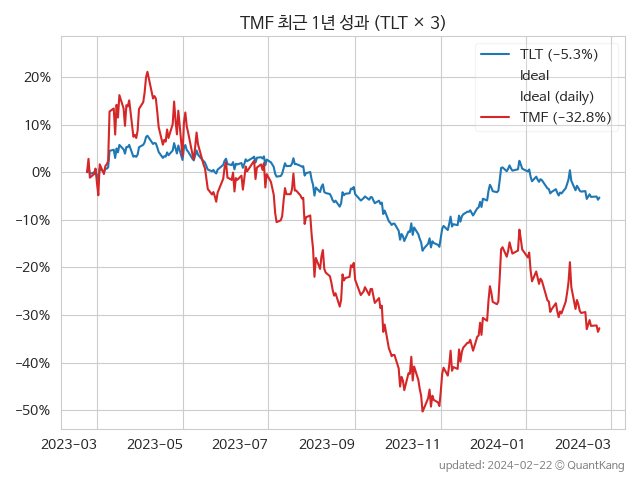 TMF 최근 1년 성과 (TLT × 3)
TLT (−5.3%)
Ideal
Ideal (daily)
TMF (−32.8%)
20%
10%
0%
−10%
−20%
−30%
−40%
−50%
2023-03 2023-05 2023-07 2023-09 2023-11 2024-01 2024-03
updated: 2024-02-22 © QuantKang